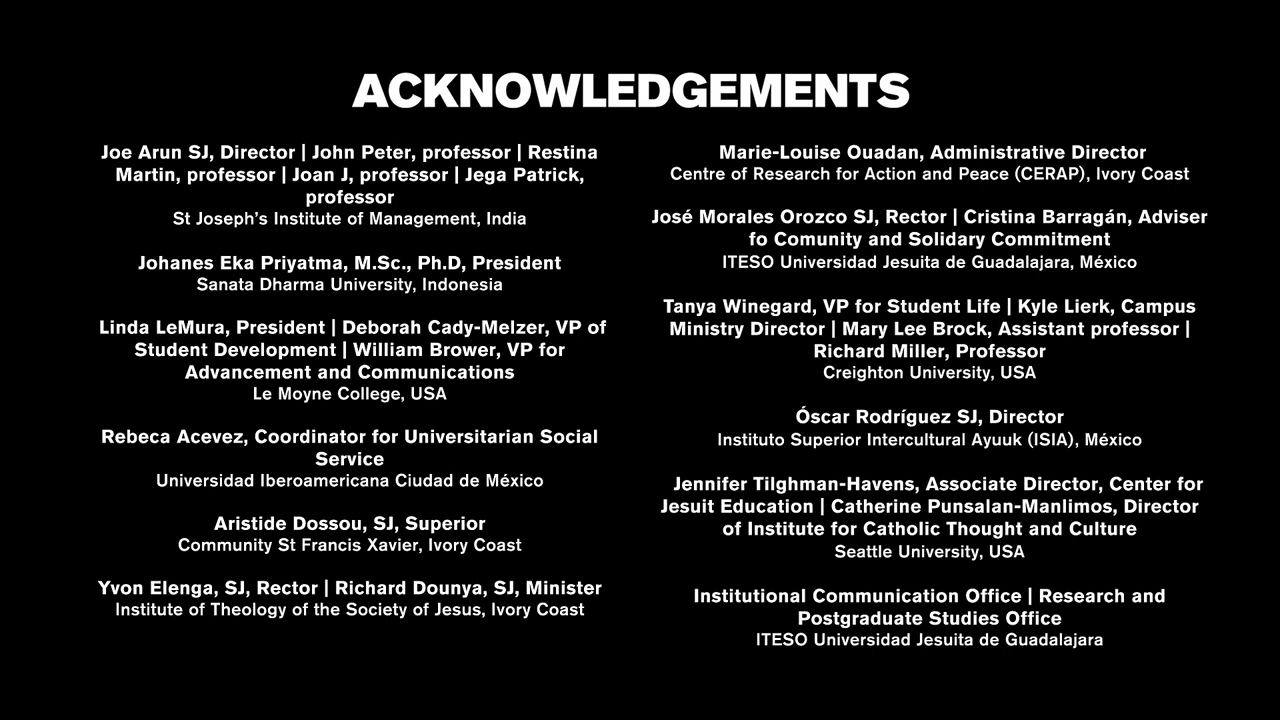 ACKNOWLEDGEMENTS
Joe Arun SJ, Director | John Peter, professor | Restina
Martin, professor | Joan J, professor | Jega Patrick,
professor
St Joseph's Institute of Management, India
Johanes Eka Priyatma, M.Sc., Ph.D, President
Sanata Dharma University, Indonesia
Linda LeMura, President | Deborah Cady-Melzer, VP of
Student Development | William Brower, VP for
Advancement and Communications
Le Moyne College, USA
Rebeca Acevez, Coordinator for Universitarian Social
Service
Universidad Iberoamericana Ciudad de México
Aristide Dossou, SJ, Superior
Community St Francis Xavier, Ivory Coast
Yvon Elenga, SJ, Rector | Richard Dounya, SJ, Minister
Institute of Theology of the Society of Jesus, Ivory Coast
Marie-Louise Ouadan, Administrative Director
Centre of Research for Action and Peace (CERAP), Ivory Coast
José Morales Orozco SJ, Rector | Cristina Barragán, Adviser
fo Comunity and Solidary Commitment
ITESO Universidad Jesuita de Guadalajara, México
Tanya Winegard, VP for Student Life | Kyle Lierk, Campus
Ministry Director | Mary Lee Brock, Assistant professor |
Richard Miller, Professor
Creighton University, USA
Óscar Rodríguez SJ, Director
Instituto Superior Intercultural Ayuuk (ISIA), México
Jennifer Tilghman-Havens, Associate Director, Center for
Jesuit Education | Catherine Punsalan-Manlimos, Director
of Institute for Catholic Thought and Culture
Seattle University, USA
Institutional Communication Office | Research and
Postgraduate Studies Office
ITESO Universidad Jesuita de Guadalajara